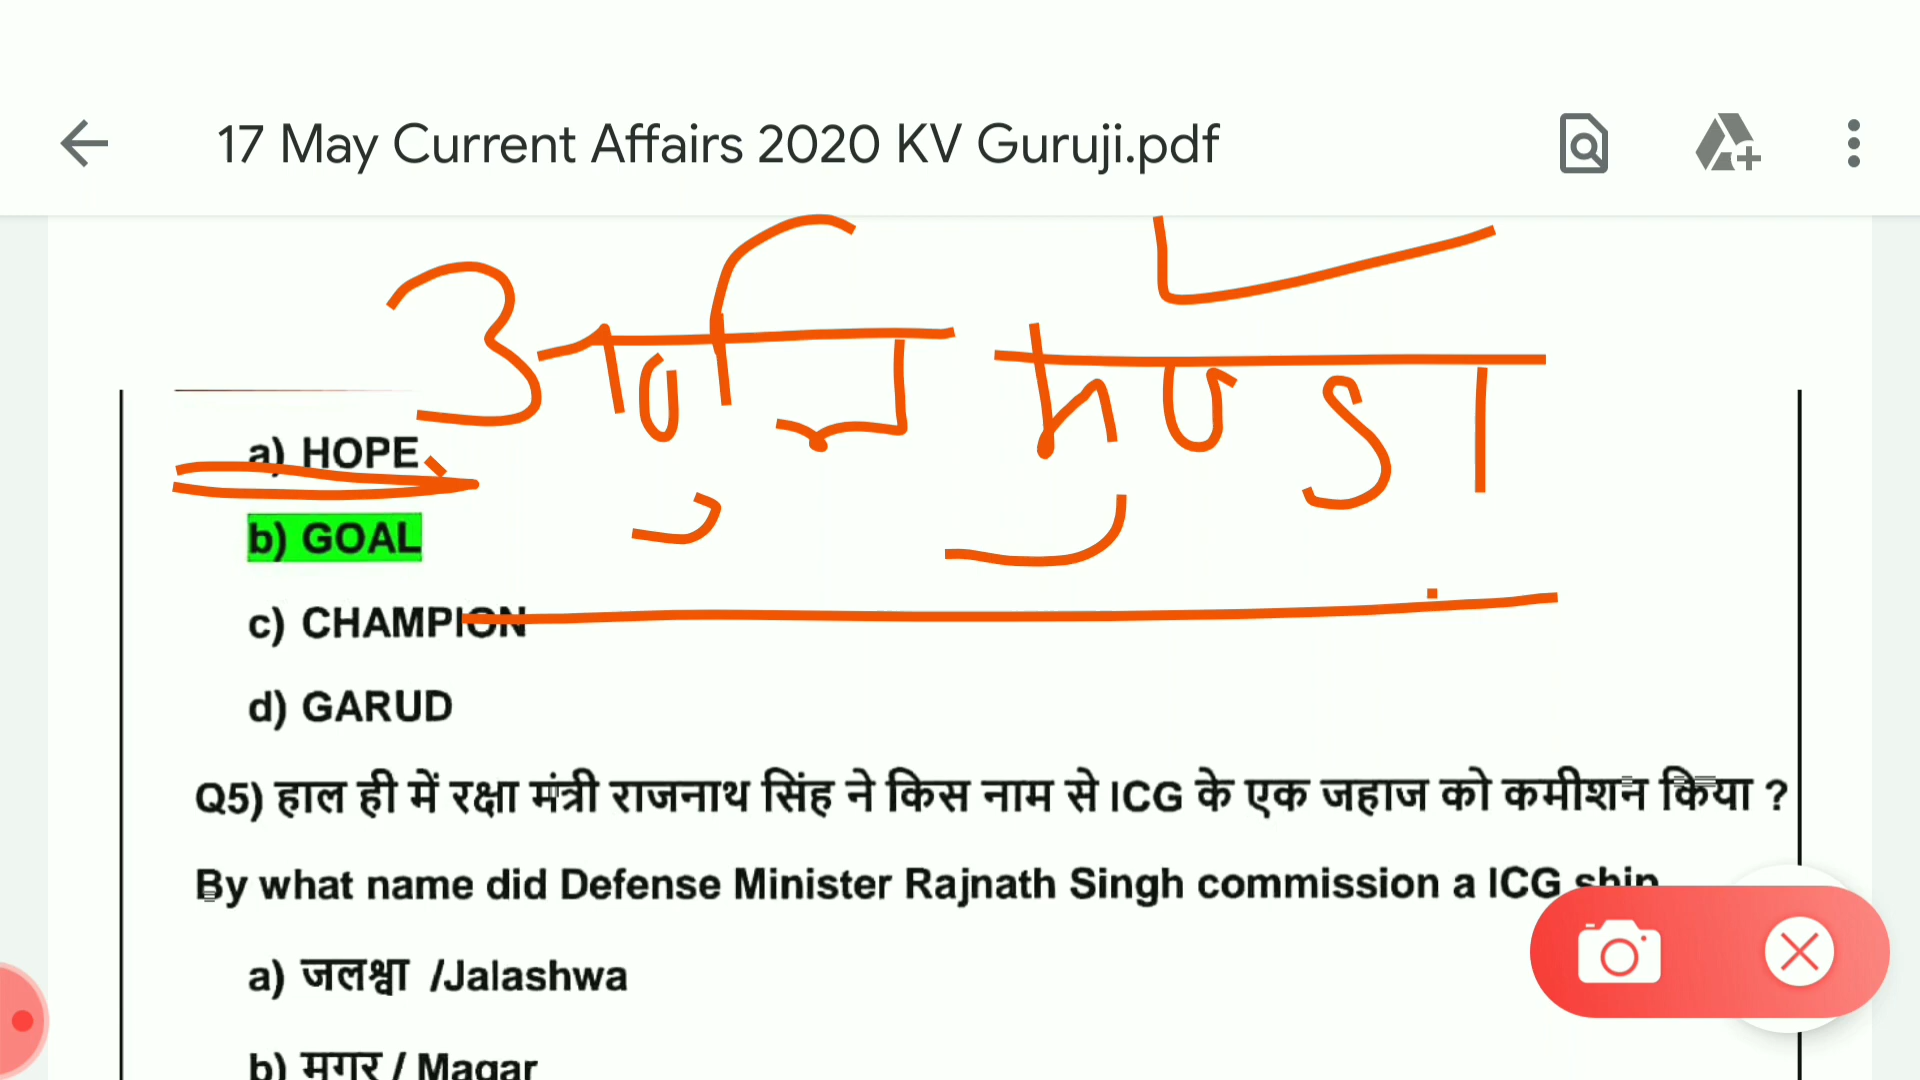 17 May Current Affairs 2020 KV Guruji.pdf
a) HOPE
b) GOAL
c) CHAMPION
d) GARUD
Q5) हाल ही में रक्षा मंत्री राजनाथ सिंह ने किस नाम से ICG के एक जहाज को कमीशन किया ?
By what name did Defense Minister Rajnath Singh commission a ICG ship
a) जलश्वा /Jalashwa
b) मगर / Magar